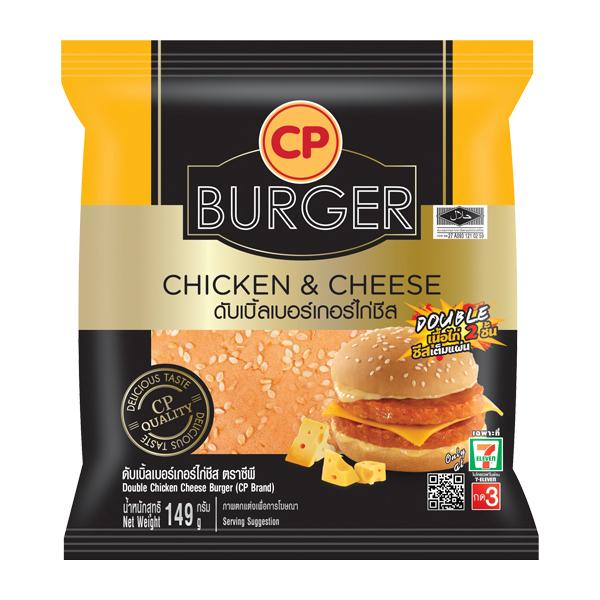 CP
BURGER
حلال
CHICKEN & CHEESE
ดับเบิ้ลเบอร์เกอร์ไก่ชีส
DOUBLE
เนื้อไก่ 2 ชิ้น
ชีสเต็มแผ่น
DELICIOUS TASTE
CP
QUALITY
DELICIOUS TASTE
เฉพาะที่
Only at
7
ELEVEN
7-ELEVEN
กด 3
ดับเบิ้ลเบอร์เกอร์ไก่ชีส ตราซีพี
Double Chicken Cheese Burger (CP Brand)
น้ำหนักสุทธิ 149 กรัม
Net Weight g
ภาพตกแต่งเพื่อการโฆษณา
Serving Suggestion